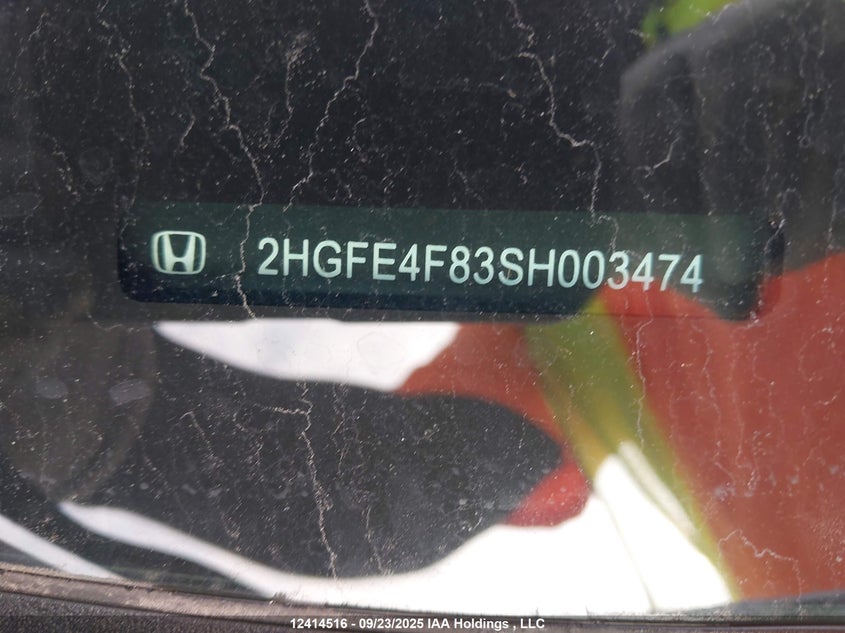 2HGFE4F83SH003474
12414516 - 09/23/2025 IAA Holdings , LLC